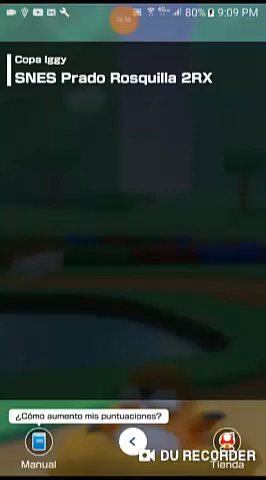 80% 9:09 PM
Copa Iggy
SNES Prado Rosquilla 2RX
¿Cómo aumento mis puntuaciones?
Manual
Tienda
DU RECORDER